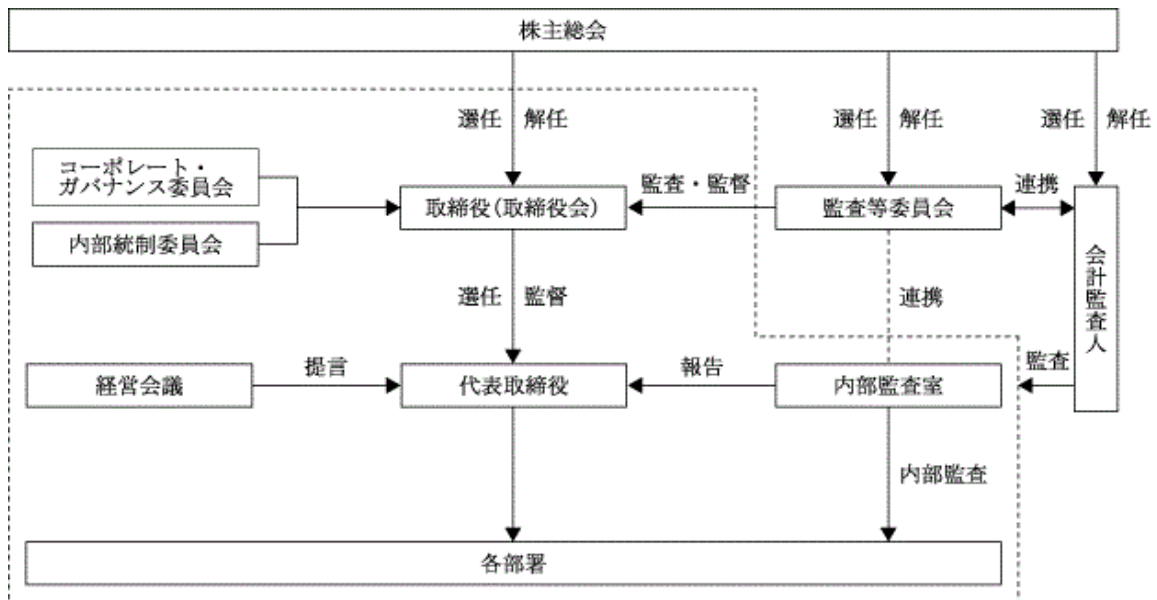 株主総会
選任 解任
選任 解任
選任 解任
コーポレート・
ガバナンス委員会
取締役(取締役会)
監査・監督
監査等委員会
連携
内部統制委員会
会計監査人
選任 監督
連携
経営会議
提言
代表取締役
報告
内部監査室
監査
内部監査
各部署